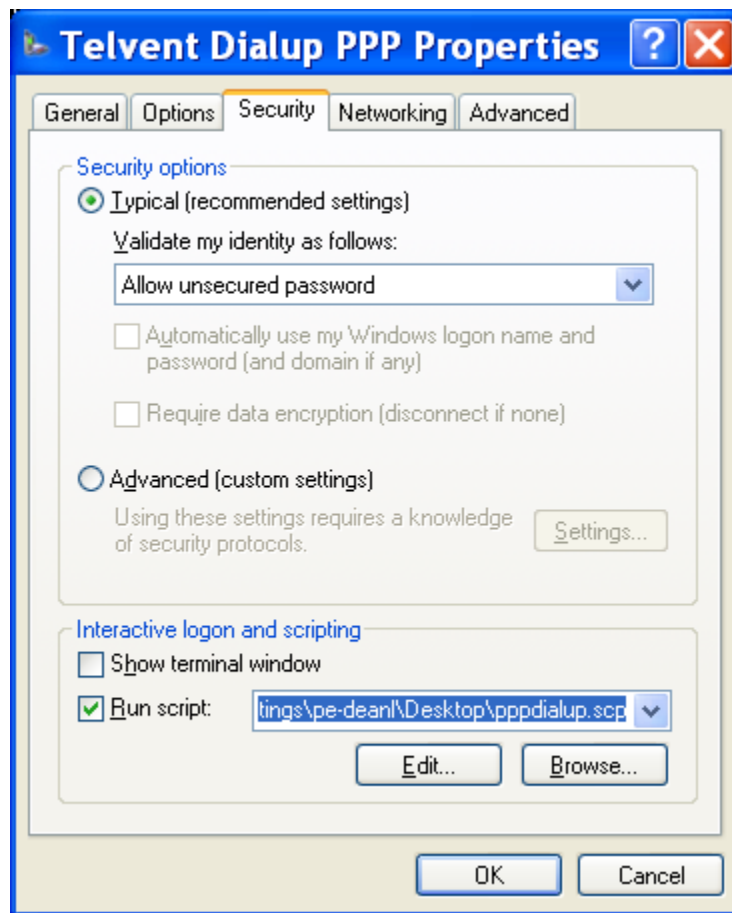 Telvent Dialup PPP Properties
General Options Security Networking Advanced
Security options
Typical (recommended settings)
Validate my identity as follows:
Allow unsecured password
Automatically use my Windows logon name and
password (and domain if any)
Require data encryption (disconnect if none)
Advanced (custom settings)
Using these settings requires a knowledge
of security protocols.
Settings...
Interactive logon and scripting
Show terminal window
Run script: tings\pe-deanl\Desktop\pppdialup.scp
Edit... Browse...
OK Cancel